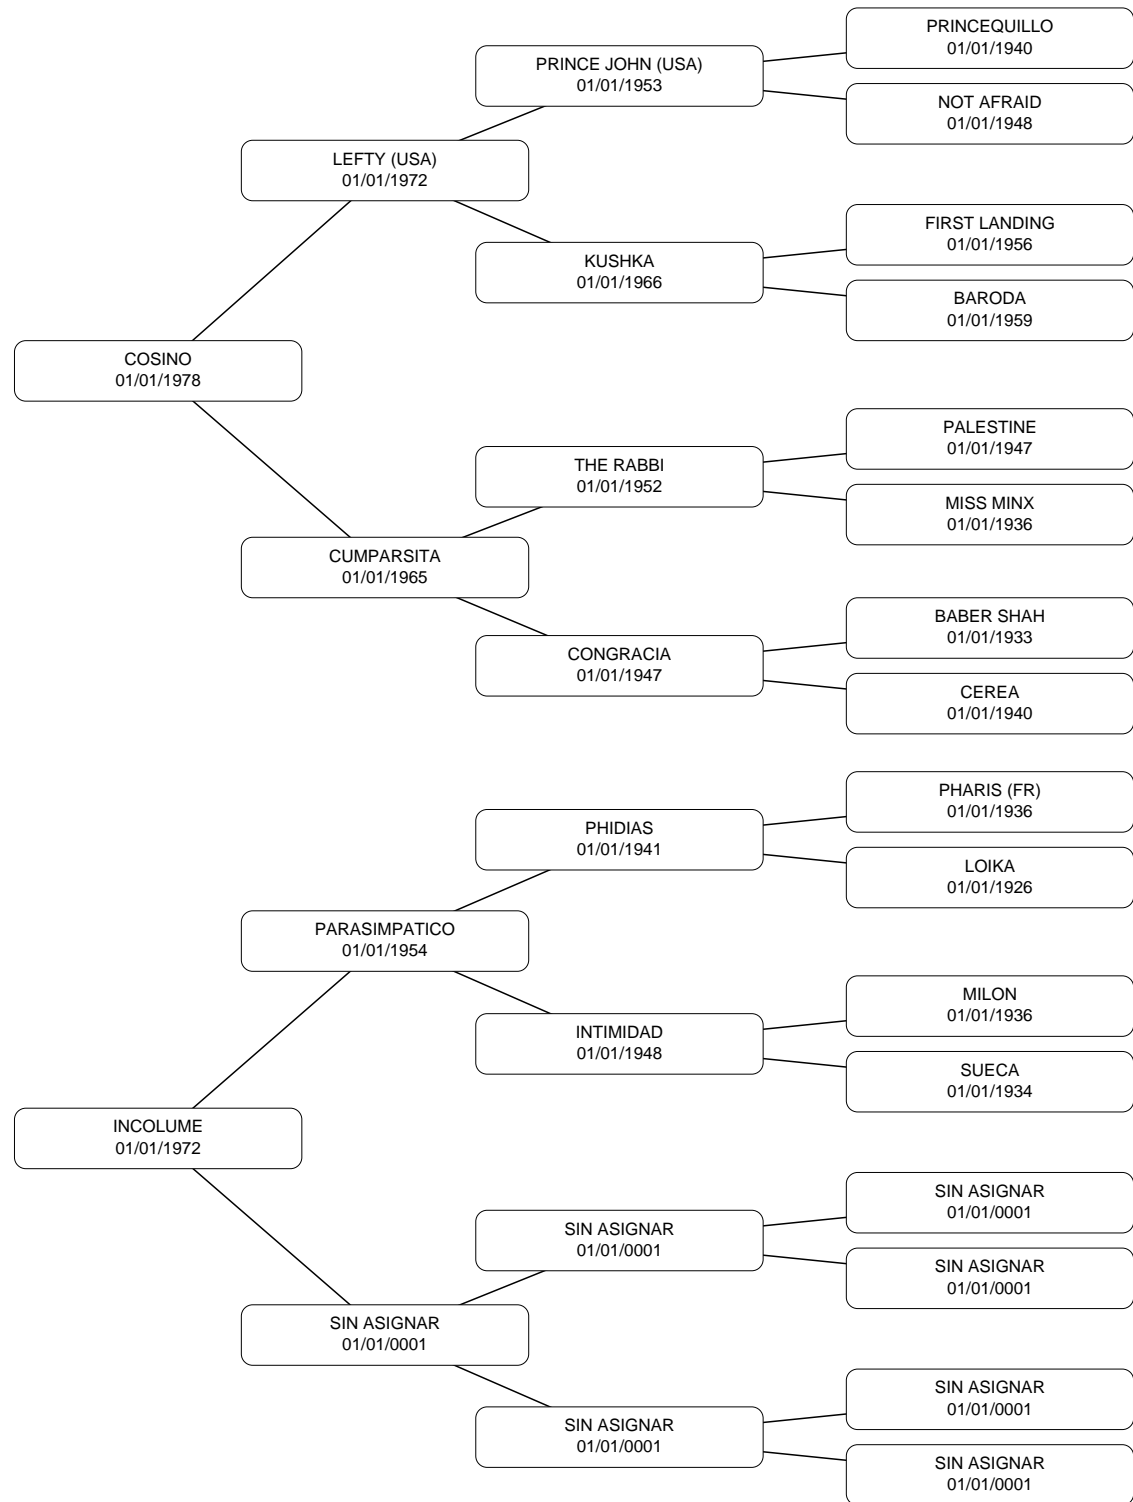 PRINCEQUILLO
01/01/1940
PRINCE JOHN (USA)
01/01/1953
NOT AFRAID
01/01/1948
LEFTY (USA)
01/01/1972
FIRST LANDING
01/01/1956
KUSHKA
01/01/1966
BARODA
01/01/1959
COSINO
01/01/1978
PALESTINE
01/01/1947
THE RABBI
01/01/1952
MISS MINX
01/01/1936
CUMPARSITA
01/01/1965
BABER SHAH
01/01/1933
CONGRACIA
01/01/1947
CEREA
01/01/1940
PHARIS (FR)
01/01/1936
PHIDIAS
01/01/1941
LOIKA
01/01/1926
PARASIMPATICO
01/01/1954
MILON
01/01/1936
INTIMIDAD
01/01/1948
SUECA
01/01/1934
INCOLUME
01/01/1972
SIN ASIGNAR
01/01/0001
SIN ASIGNAR
01/01/0001
SIN ASIGNAR
01/01/0001
SIN ASIGNAR
01/01/0001
SIN ASIGNAR
01/01/0001
SIN ASIGNAR
01/01/0001
SIN ASIGNAR
01/01/0001